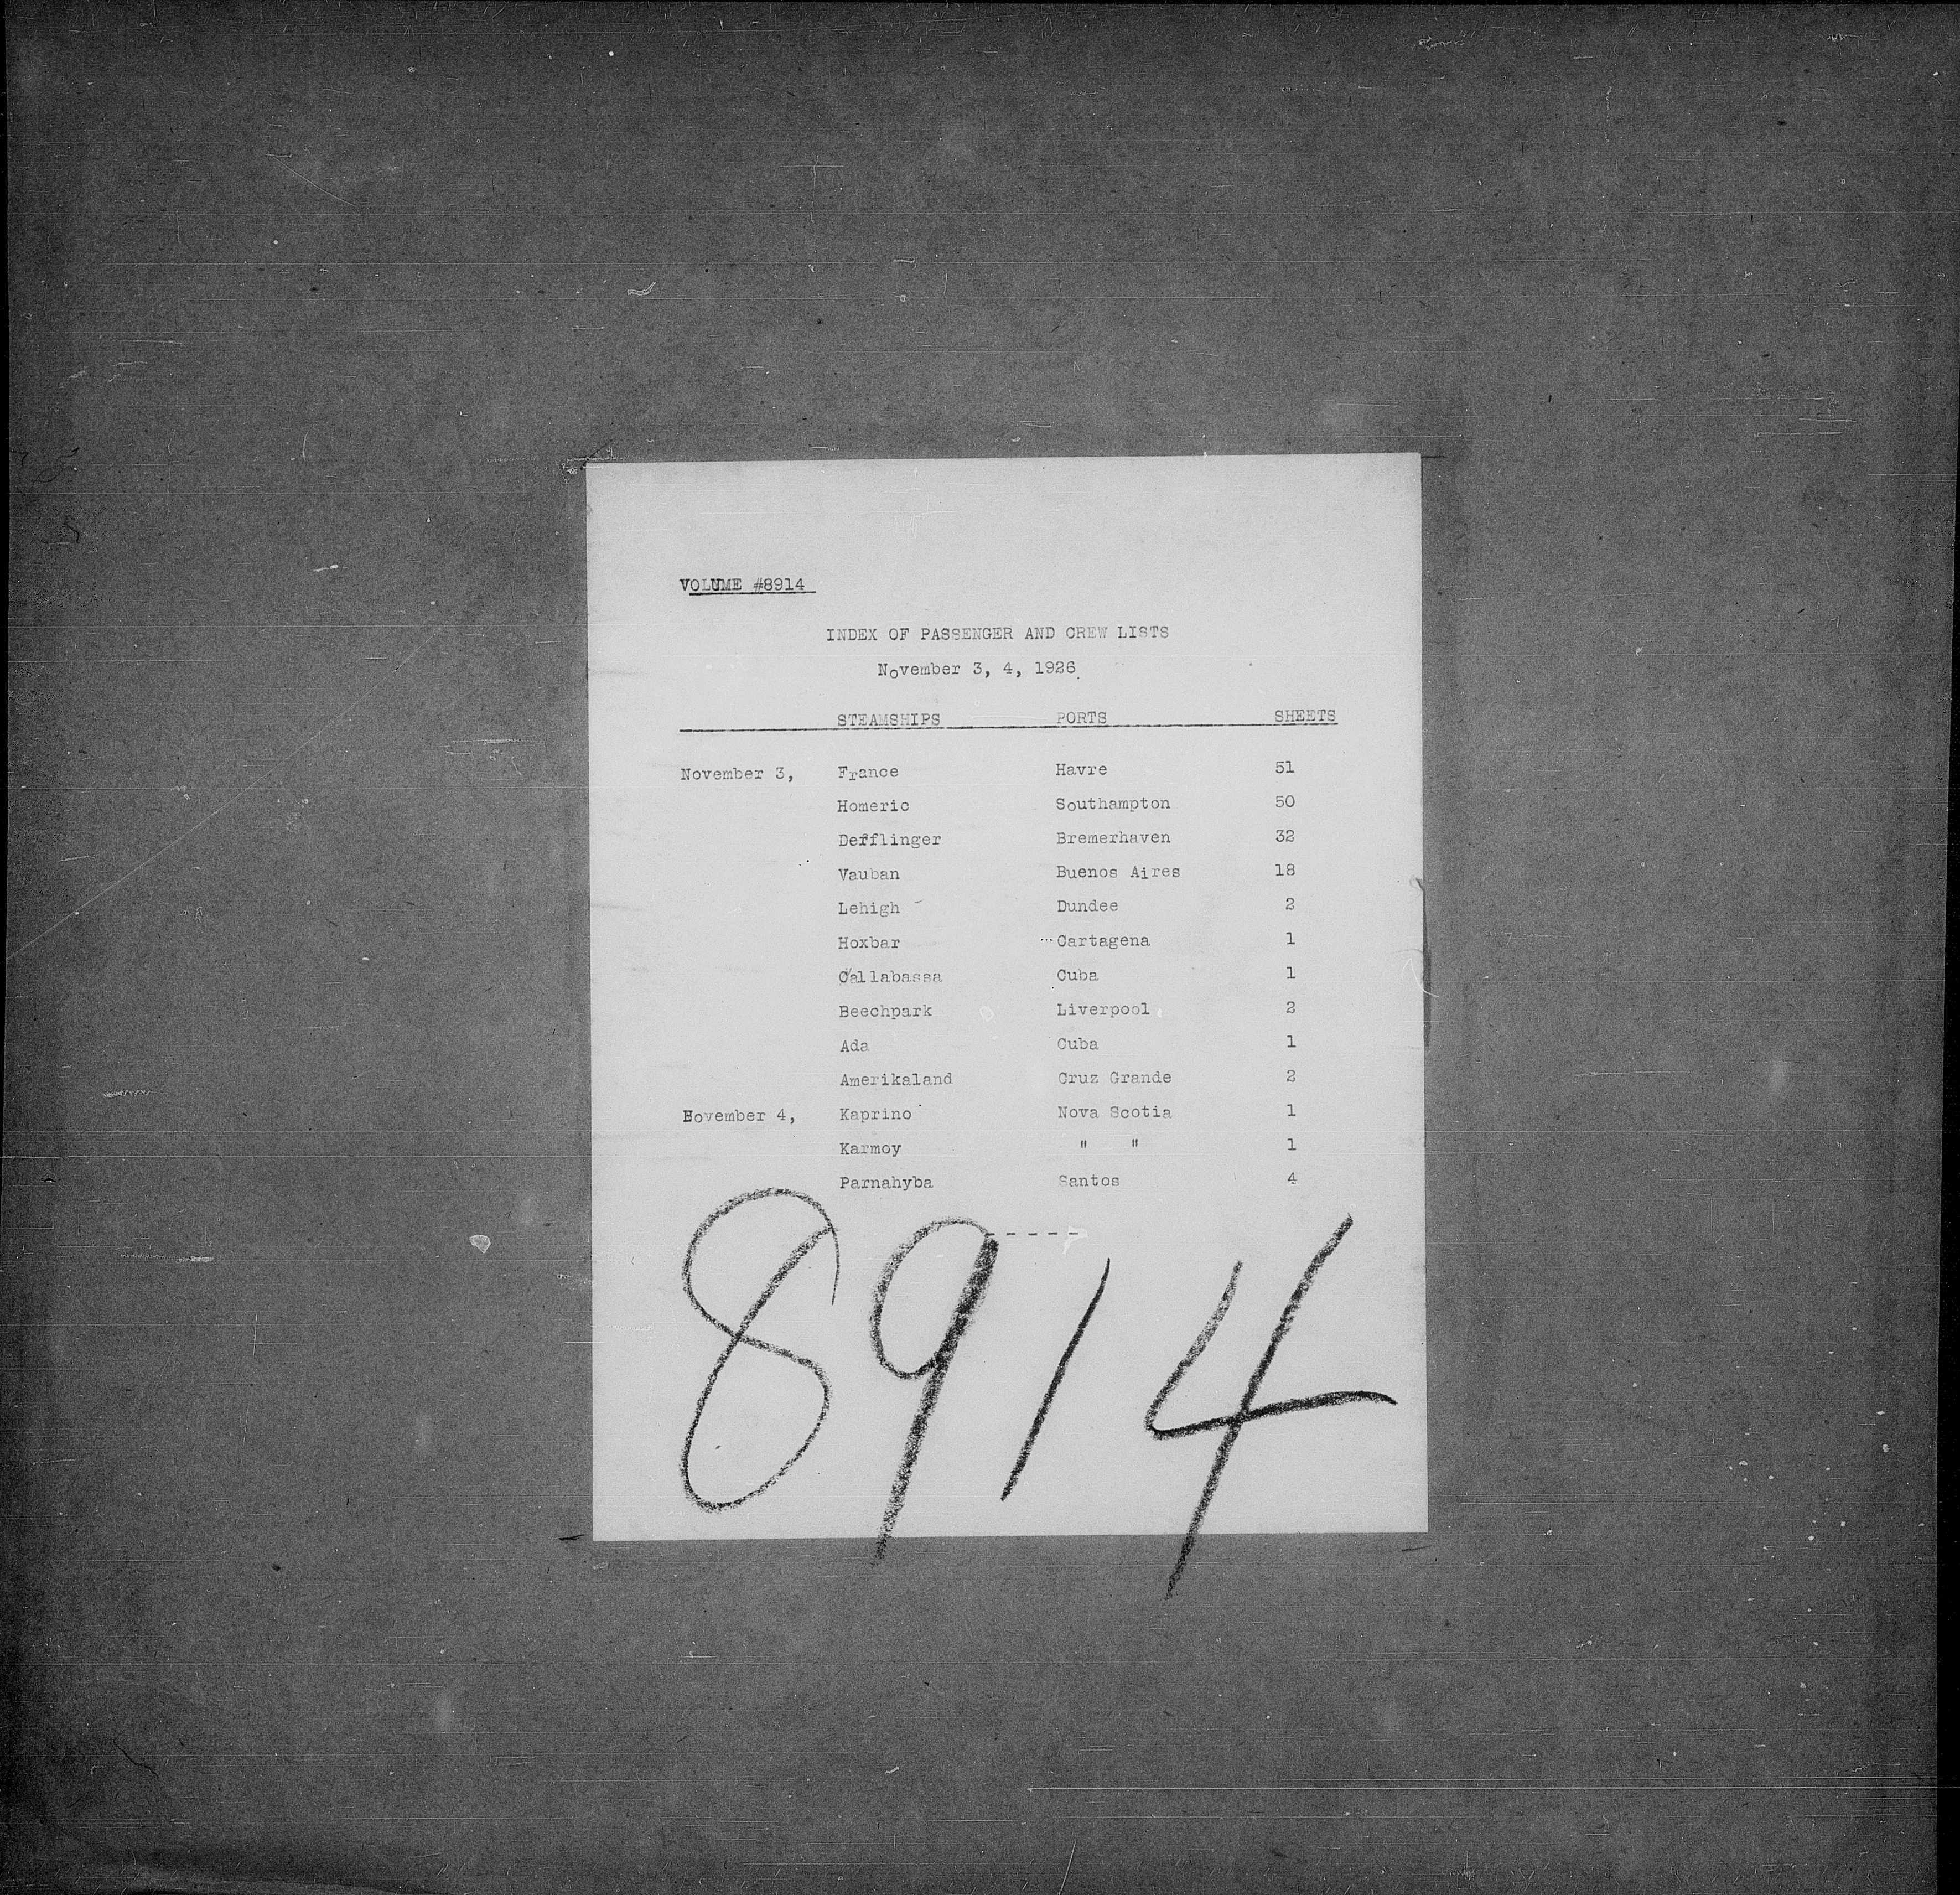 VOLUME #8914
INDEX OF PASSENGER AND CREW LISTS
November 3, 4, 1926
STEAMSHIPS PORTS SHEETS
November 3, France Havre 51
Homeric Southampton 50
Defflinger Bremerhaven 32
Vauban Buenos Aires 18
Lehigh Dundee 2
Hoxbar Cartagena 1
Callabassa Cuba 1
Beechpark Liverpool 2
Ada Cuba 1
Amerikaland Cruz Grande 2
Hovember 4, Kaprino Nova Scotia 1
Karmoy " " 1
Parnahyba Santos 4
-----
8914